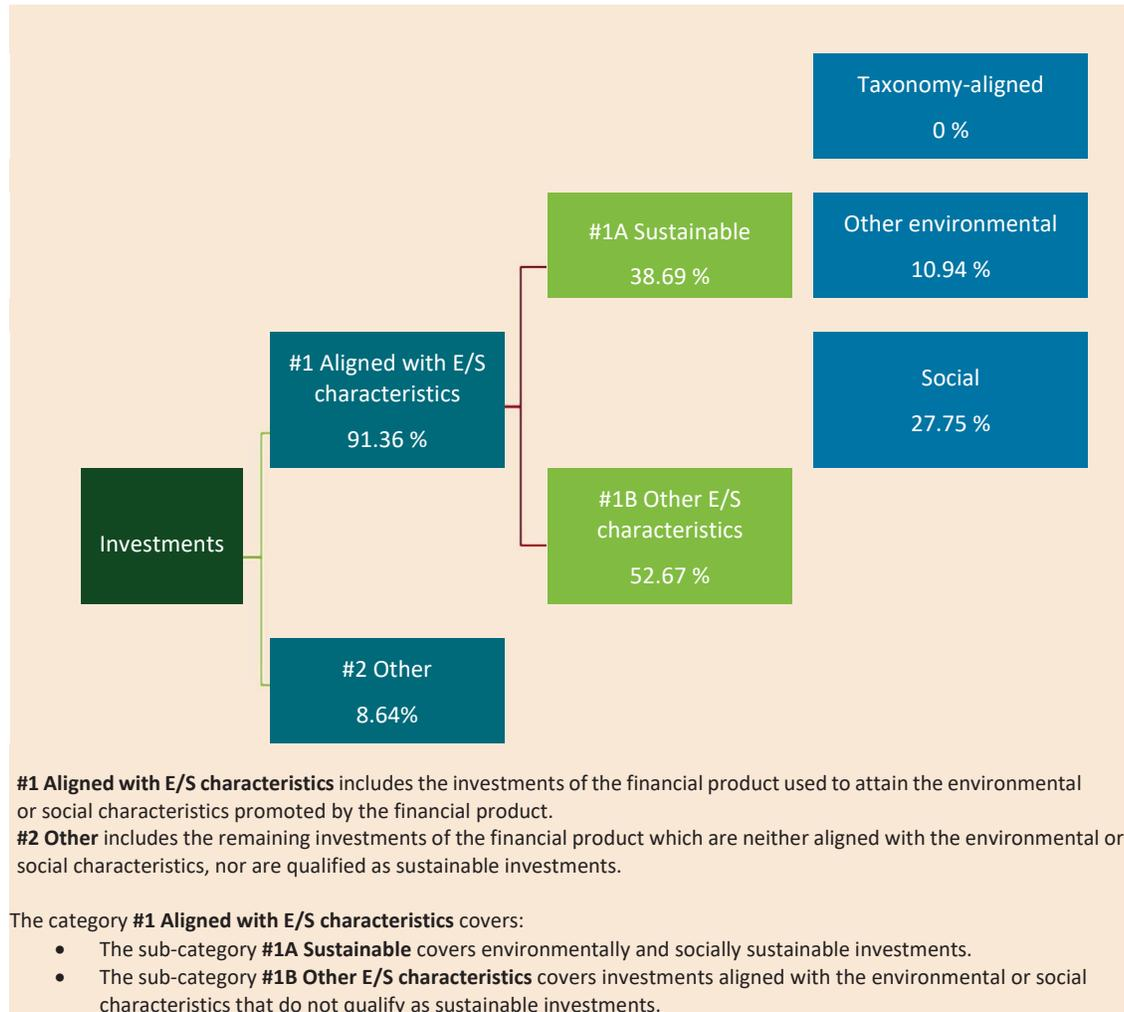 Taxonomy-aligned
0 %
#1A Sustainable
38.69 %
Other environmental
10.94 %
#1 Aligned with E/S
characteristics
91.36 %
Social
27.75 %
Investments
#1B Other E/S
characteristics
52.67 %
#2 Other
8.64%
#1 Aligned with E/S characteristics includes the investments of the financial product used to attain the environmental
or social characteristics promoted by the financial product.
#2 Other includes the remaining investments of the financial product which are neither aligned with the environmental or
social characteristics, nor are qualified as sustainable investments.
The category #1 Aligned with E/S characteristics covers:
• The sub-category #1A Sustainable covers environmentally and socially sustainable investments.
• The sub-category #1B Other E/S characteristics covers investments aligned with the environmental or social
characteristics that do not qualify as sustainable investments.